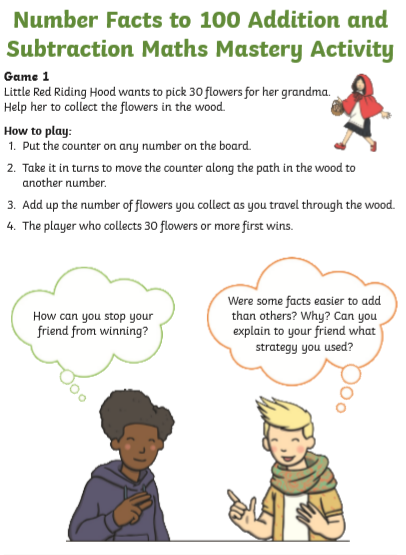 Number Facts to 100 Addition and
Subtraction Maths Mastery Activity
Game 1
Little Red Riding Hood wants to pick 30 flowers for her grandma.
Help her to collect the flowers in the wood.
How to play:
1. Put the counter on any number on the board.
2. Take it in turns to move the counter along the path in the wood to
another number.
3. Add up the number of flowers you collect as you travel through the wood.
4. The player who collects 30 flowers or more first wins.
How can you stop your
friend from winning?
Were some facts easier to add
than others? Why? Can you
explain to your friend what
strategy you used?